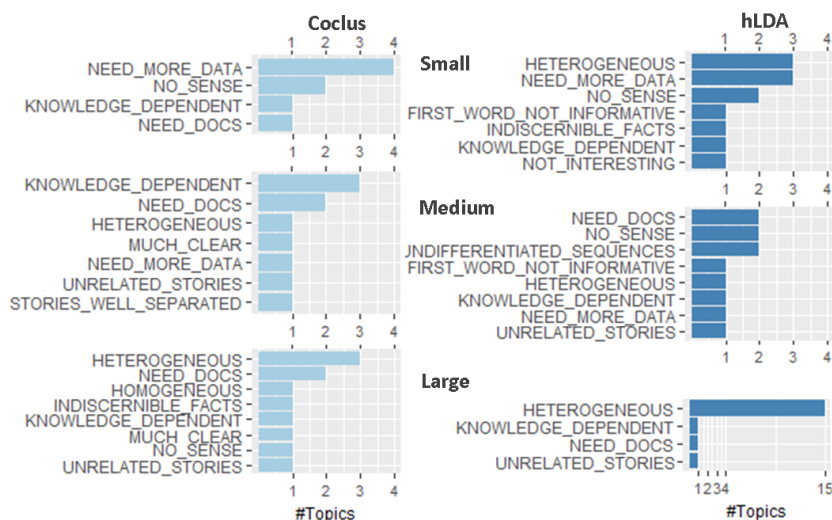 Coclus
1 2 3 4
NEED_MORE_DATA
NO_SENSE
KNOWLEDGE_DEPENDENT
NEED_DOCS
1 2 3 4
KNOWLEDGE_DEPENDENT
NEED_DOCS
HETEROGENEOUS
MUCH_CLEAR
NEED_MORE_DATA
UNRELATED_STORIES
STORIES_WELL_SEPARATED
1 2 3 4
HETEROGENEOUS
NEED_DOCS
HOMOGENEOUS
INDISCERNIBLE_FACTS
KNOWLEDGE_DEPENDENT
MUCH_CLEAR
NO_SENSE
UNRELATED_STORIES
1 2 3 4
#Topics
hLDA
1 2 3 4
Small
HETEROGENEOUS
NEED_MORE_DATA
NO_SENSE
FIRST_WORD_NOT_INFORMATIVE
INDISCERNIBLE_FACTS
KNOWLEDGE_DEPENDENT
NOT_INTERESTING
1 2 3 4
Medium
NEED_DOCS
NO_SENSE
UNDIFFERENTIATED_SEQUENCES
FIRST_WORD_NOT_INFORMATIVE
HETEROGENEOUS
KNOWLEDGE_DEPENDENT
NEED_MORE_DATA
UNRELATED_STORIES
1 2 3 4
Large
HETEROGENEOUS
KNOWLEDGE_DEPENDENT
NEED_DOCS
UNRELATED_STORIES
1234 15
#Topics